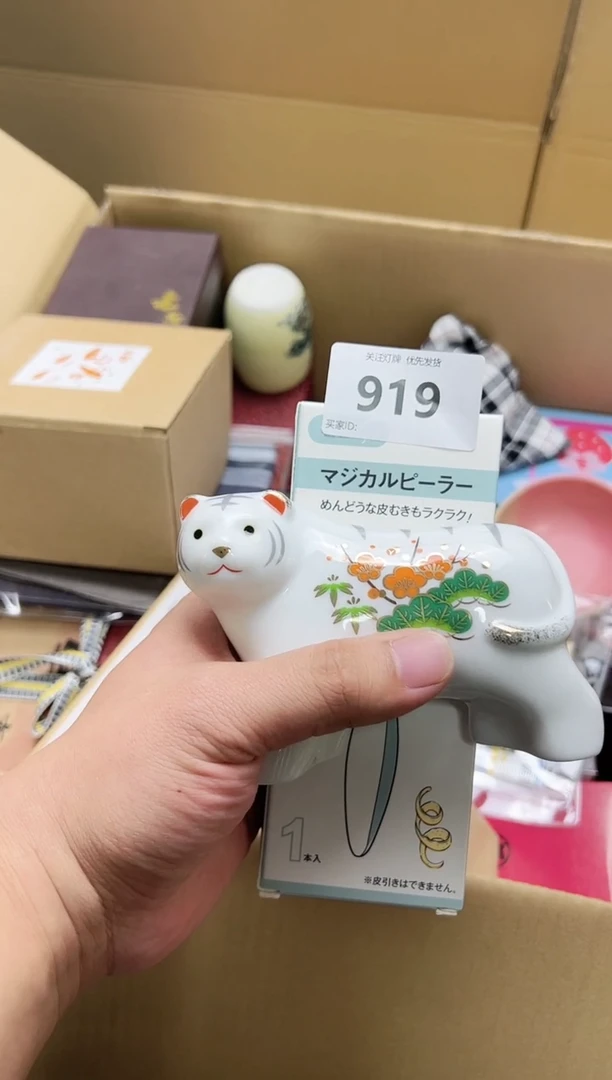 关注灯牌 优先发货
919
买家ID:
マジカルピーラー
めんどうな皮むきもラクラク!
1本入
※皮引きはできません。